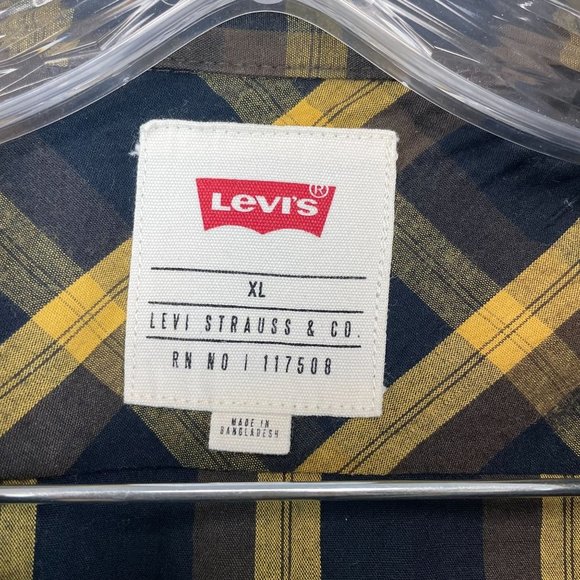 Levi's®
XL
LEVI STRAUSS & CO.
RN NO | 117508
MADE IN
BANGLADESH